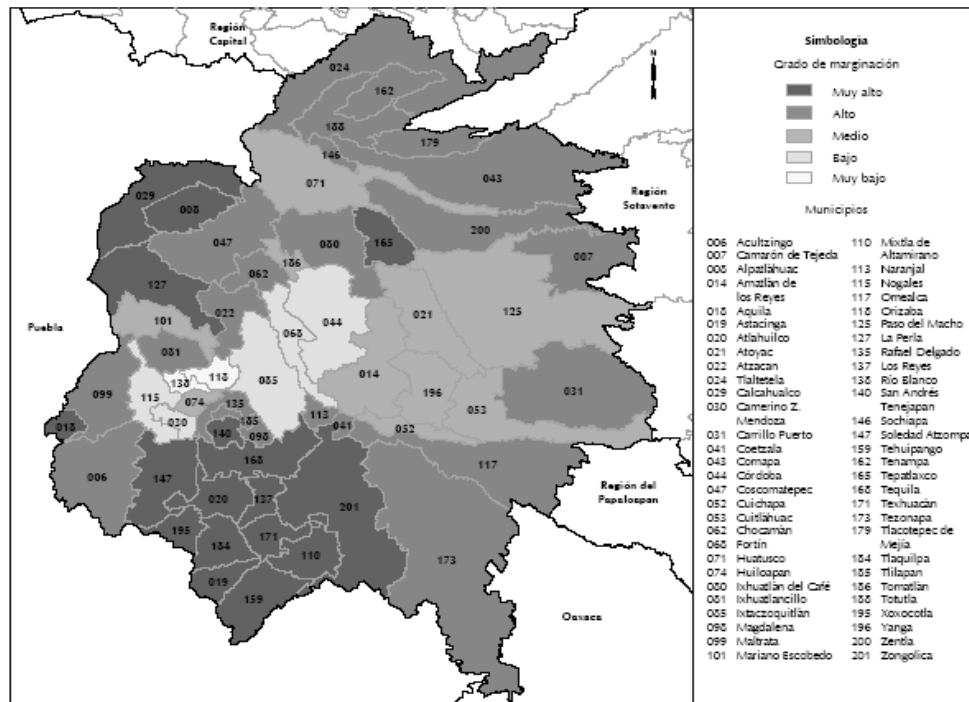 Región
Capital
024
162
188
179
146
043
071
029
008
Región
Sotavento
047
080
165
200
007
186
062
127
022
044
021
125
068
101
Puebla
081
014
085
138
118
031
099
115
074
196
135
053
030
113
018
185
041
052
140
098
168
117
006
147
Región del
Papaloapan
020
137
201
195
171
184
110
173
019
159
Oaxaca
N
Simbología
Grado de marginación
Muy alto
Alto
Medio
Bajo
Muy bajo
Municipios
006 Acultzingo
007 Camarón de Tejeda
008 Alpatláhuac
014 Amatlán de
los Reyes
018 Aquila
019 Astacinga
020 Atlahuilco
021 Atoyac
022 Atzacan
024 Tlaltetela
029 Calcahualco
030 Camerino Z.
Mendoza
031 Carrillo Puerto
041 Coetzala
043 Comapa
044 Córdoba
047 Coscomatepec
052 Cuichapa
053 Cuitláhuac
062 Chocamán
068 Fortín
071 Huatusco
074 Huiloapan
080 Ixhuatlán del Café
081 Ixhuatlancillo
085 Ixtaczoquitlán
098 Magdalena
099 Maltrata
101 Mariano Escobedo
110 Mixtla de
Altamirano
113 Naranjal
115 Nogales
117 Omealca
118 Orizaba
125 Paso del Macho
127 La Perla
135 Rafael Delgado
137 Los Reyes
138 Río Blanco
140 San Andrés
Tenejapan
146 Sochiapa
147 Soledad Atzompa
159 Tehuipango
162 Tenampa
165 Tepatlaxco
168 Tequila
171 Texhuacán
173 Tezonapa
179 Tlacotepec de
Mejía
184 Tlaquilpa
185 Tlilapan
186 Tomatlán
188 Totutla
195 Xoxocotla
196 Yanga
200 Zentla
201 Zongolica